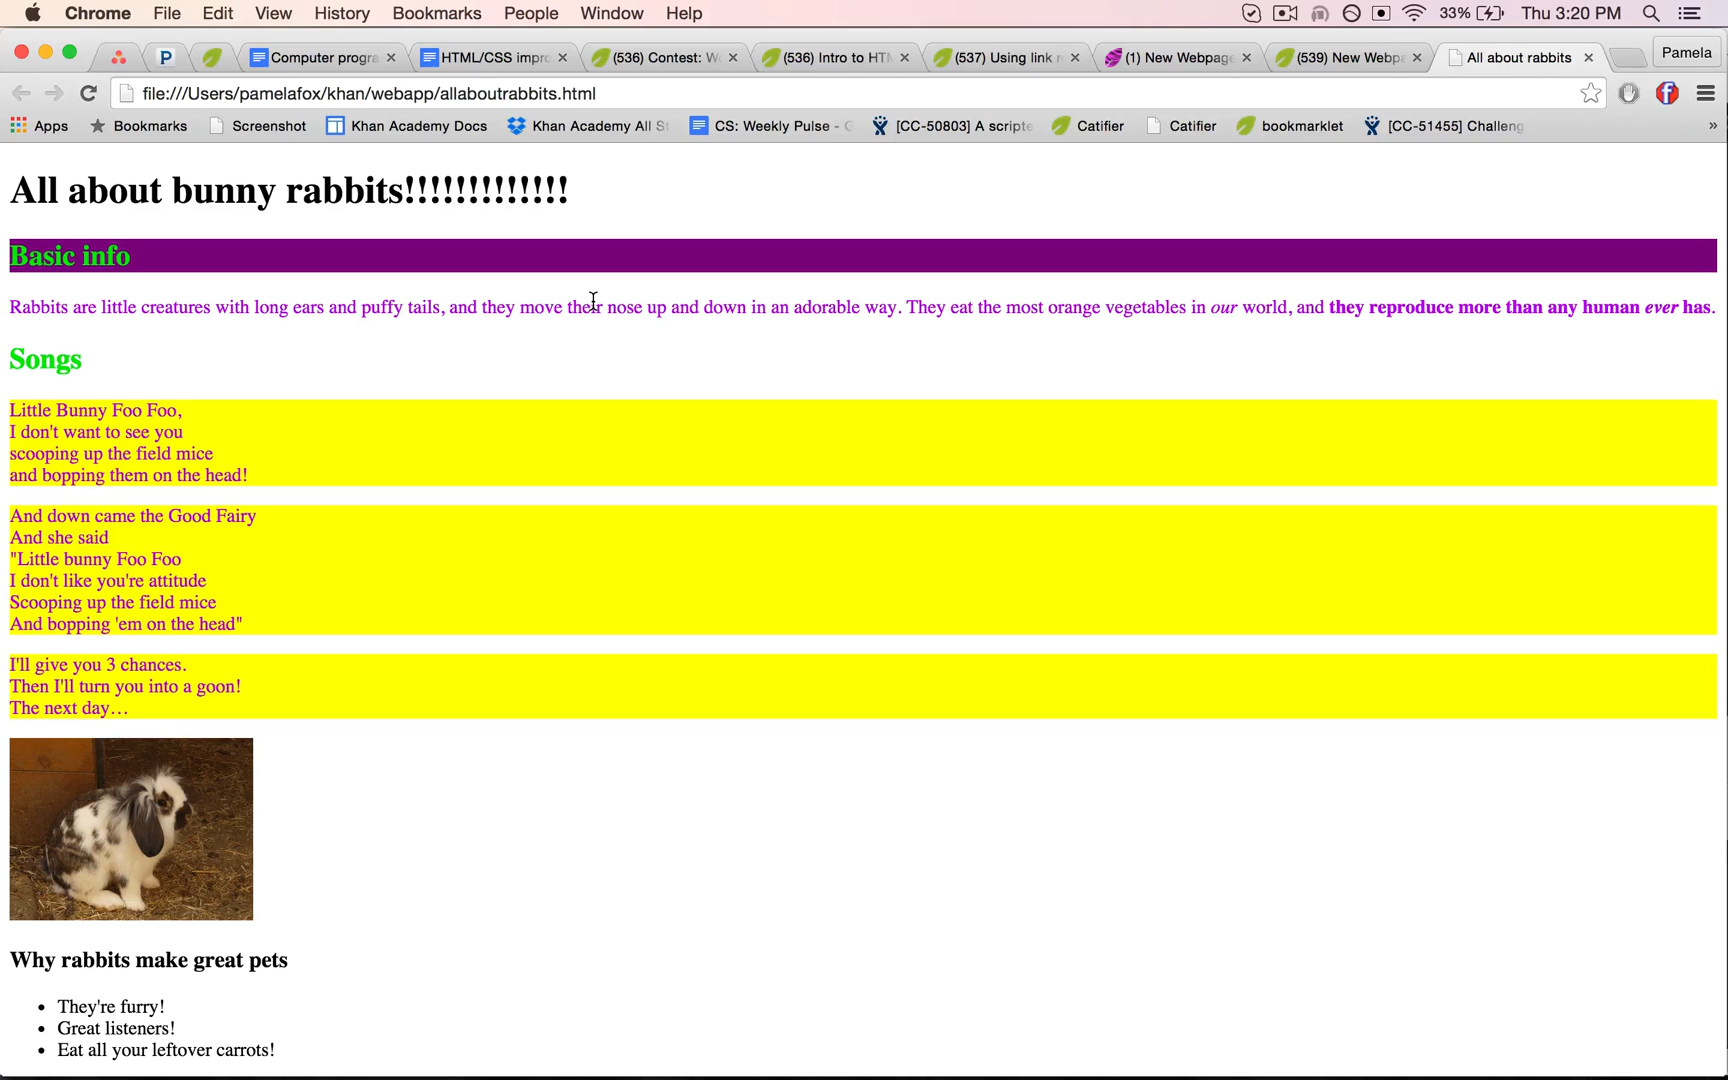 Chrome File Edit View History Bookmarks People Window Help 33% Thu 3:20 PM
Computer progra HTML/CSS impro (536) Contest: W (536) Intro to HT (537) Using link r (1) New Webpage (539) New Webp All about rabbits Pamela
file:///Users/pamelafox/khan/webapp/allaboutrabbits.html
Apps Bookmarks Screenshot Khan Academy Docs Khan Academy All St CS: Weekly Pulse - G [CC-50803] A scripte Catifier Catifier bookmarklet [CC-51455] Challeng »
All about bunny rabbits!!!!!!!!!!!!!
Basic info
Rabbits are little creatures with long ears and puffy tails, and they move their nose up and down in an adorable way. They eat the most orange vegetables in our world, and they reproduce more than any human ever has.
Songs
Little Bunny Foo Foo,
I don't want to see you
scooping up the field mice
and bopping them on the head!
And down came the Good Fairy
And she said
"Little bunny Foo Foo
I don't like you're attitude
Scooping up the field mice
And bopping 'em on the head"
I'll give you 3 chances.
Then I'll turn you into a goon!
The next day…
Why rabbits make great pets
• They're furry!
• Great listeners!
• Eat all your leftover carrots!